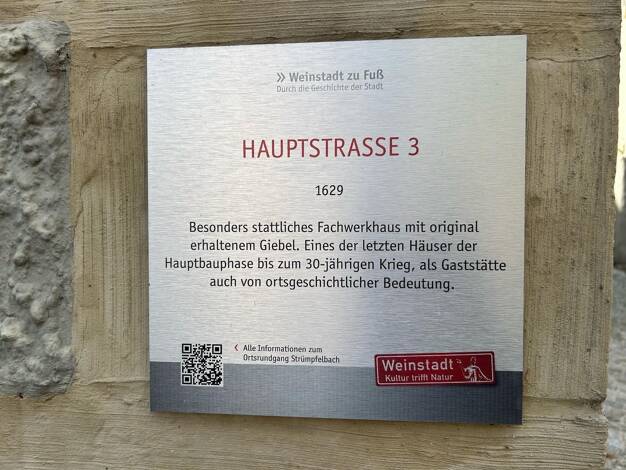 » Weinstadt zu Fuß
Durch die Geschichte der Stadt
HAUPTSTRASSE 3
1629
Besonders stattliches Fachwerkhaus mit original
erhaltenem Giebel. Eines der letzten Häuser der
Hauptbauphase bis zum 30-jährigen Krieg, als Gaststätte
auch von ortsgeschichtlicher Bedeutung.
‹ Alle Informationen zum
Ortsrundgang Strümpfelbach
Weinstadt
Kultur trifft Natur